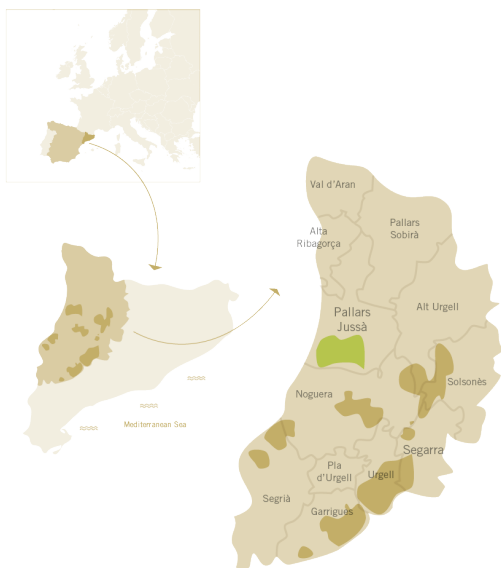 Val d'Aran
Alta
Ribagorça
Pallars
Sobirà
Pallars
Jussà
Alt Urgell
Solsonès
Noguera
Mediterranean Sea
Segarra
Pla
d'Urgell
Urgell
Segrià
Garrigues